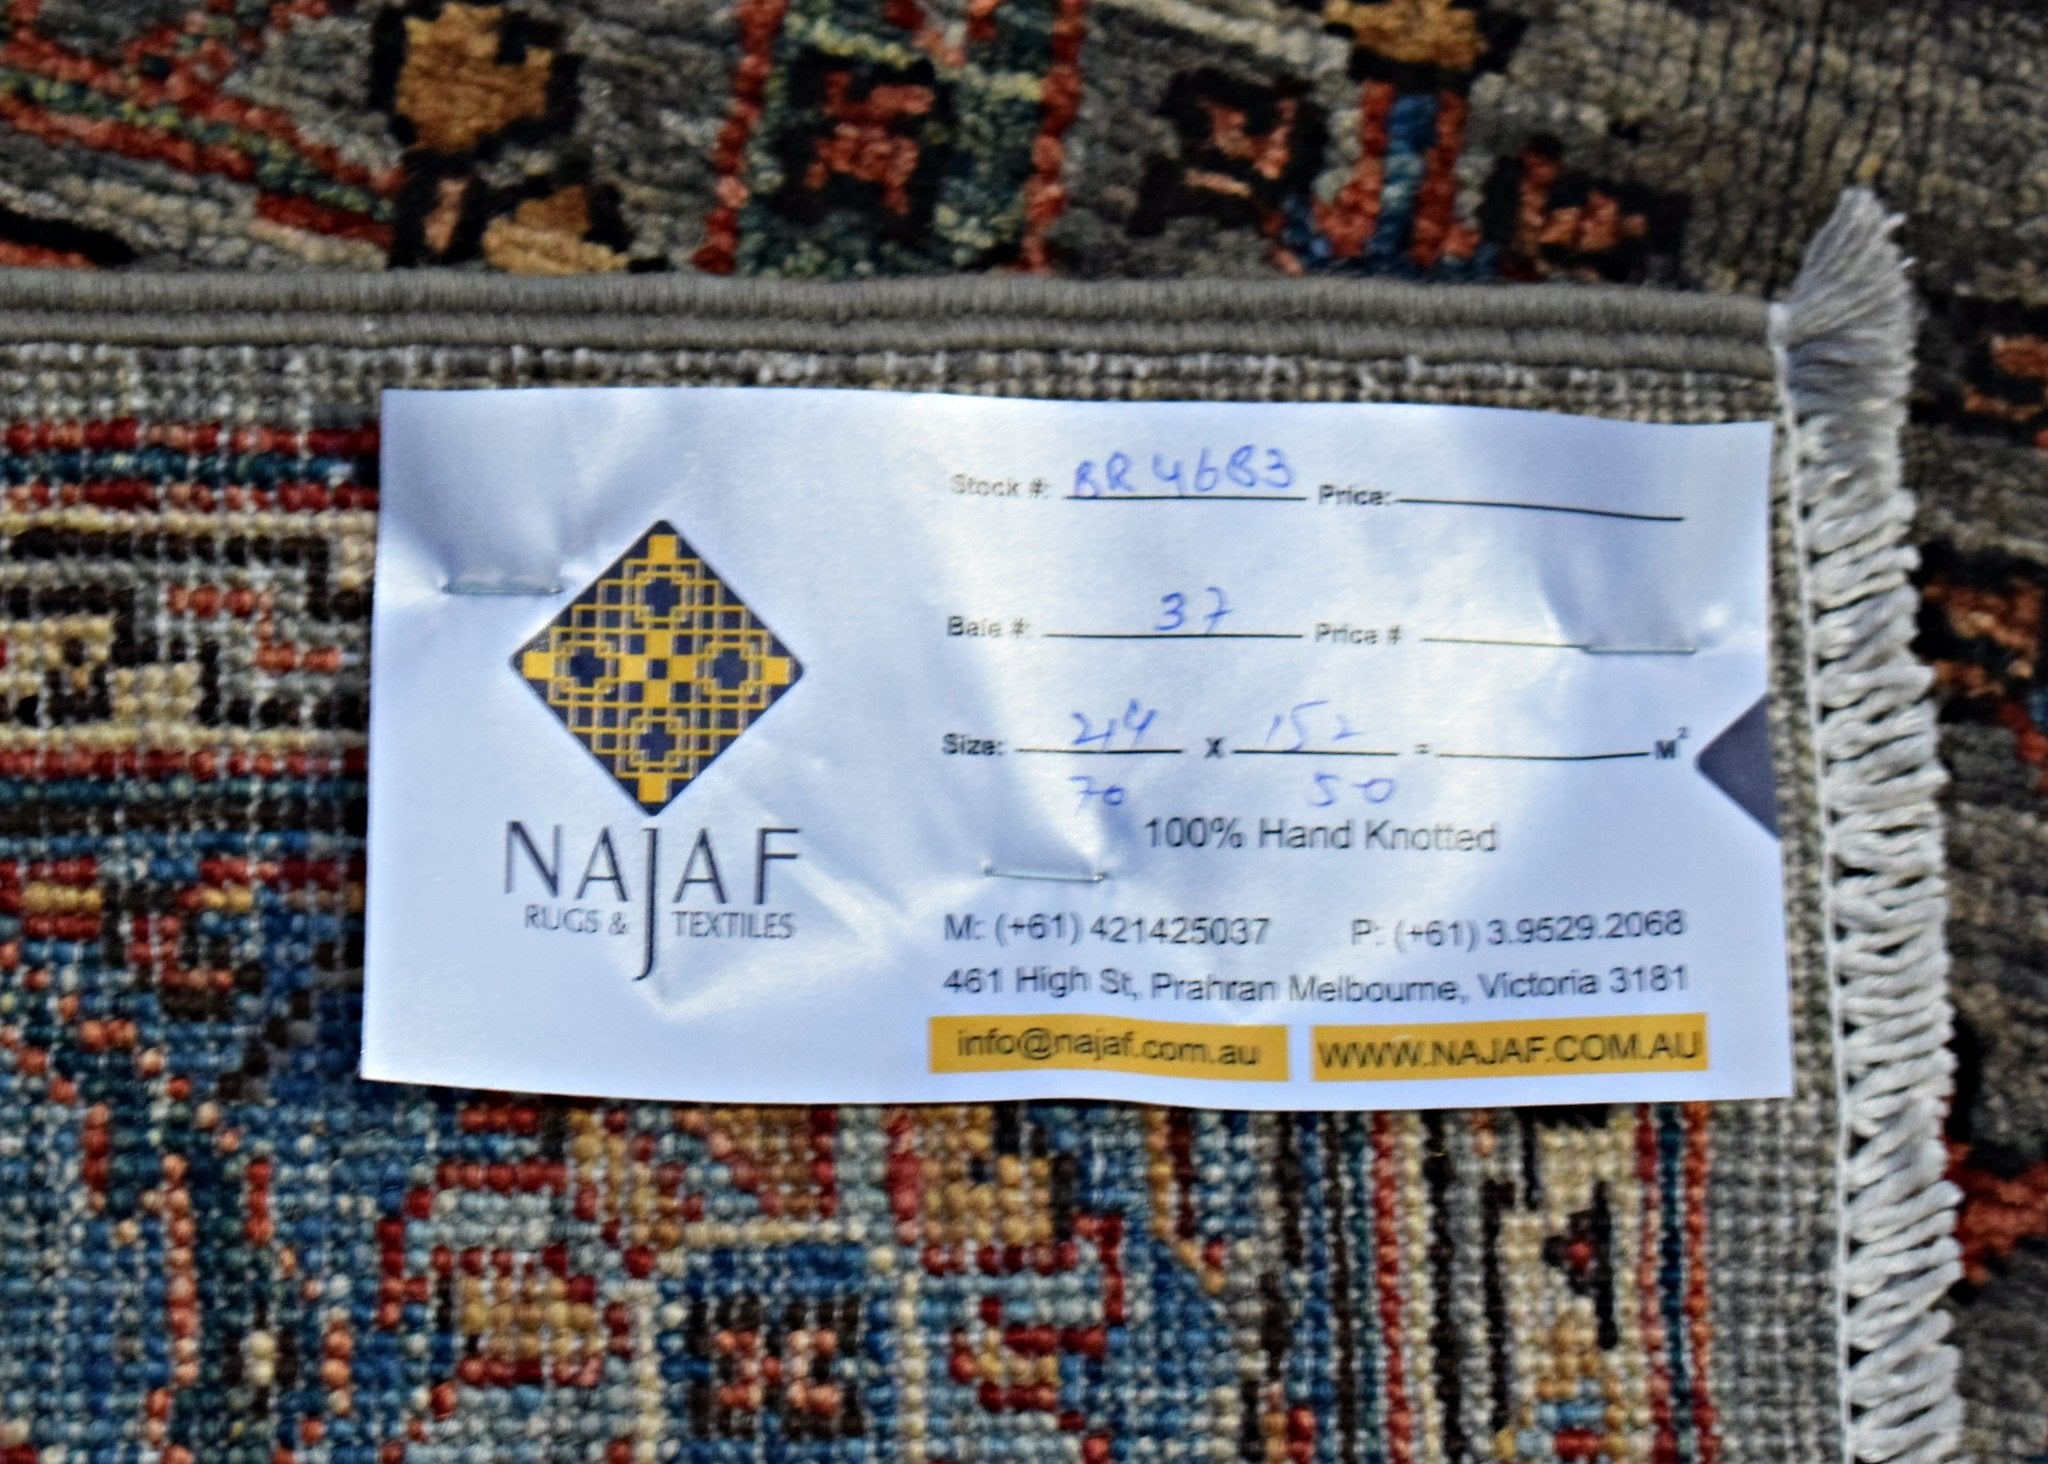 Stock #: BR4683 Price:
Bale #: 37 Price #
Size: 214 X 152 = M²
70 50
100% Hand Knotted
NAJAF
RUGS & TEXTILES
M: (+61) 421425037 P: (+61) 3.9529.2068
461 High St, Prahran Melbourne, Victoria 3181
info@najaf.com.au WWW.NAJAF.COM.AU